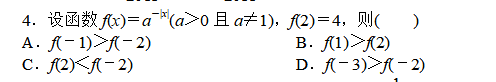 4．设函数f(x)＝a^{－|x|}(a＞0且a≠1)，f(2)＝4，则(　　)
A．f(－1)＞f(－2)　　B．f(1)＞f(2)
C．f(2)＜f(－2)　　D．f(－3)＞f(－2)